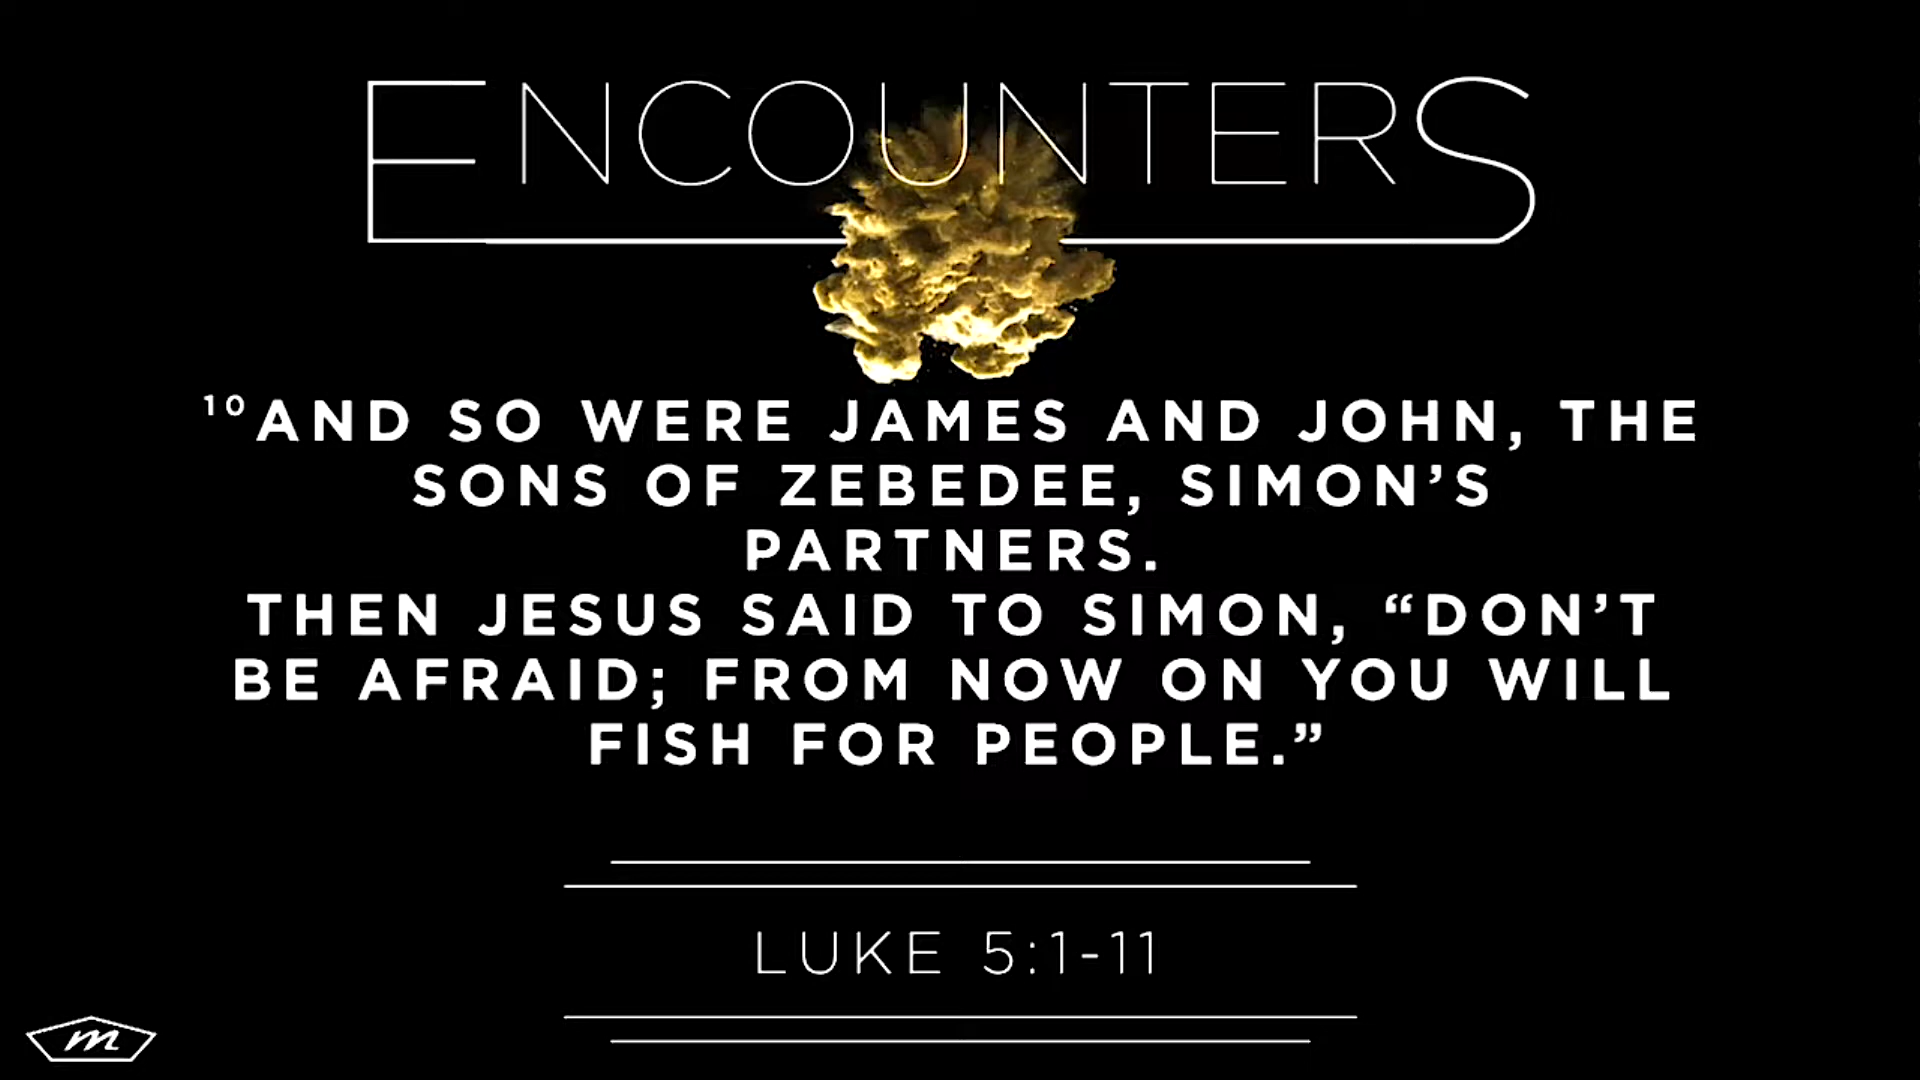 ENCOUNTERS
¹⁰AND SO WERE JAMES AND JOHN, THE
SONS OF ZEBEDEE, SIMON’S
PARTNERS.
THEN JESUS SAID TO SIMON, “DON’T
BE AFRAID; FROM NOW ON YOU WILL
FISH FOR PEOPLE.”
LUKE 5:1-11
m